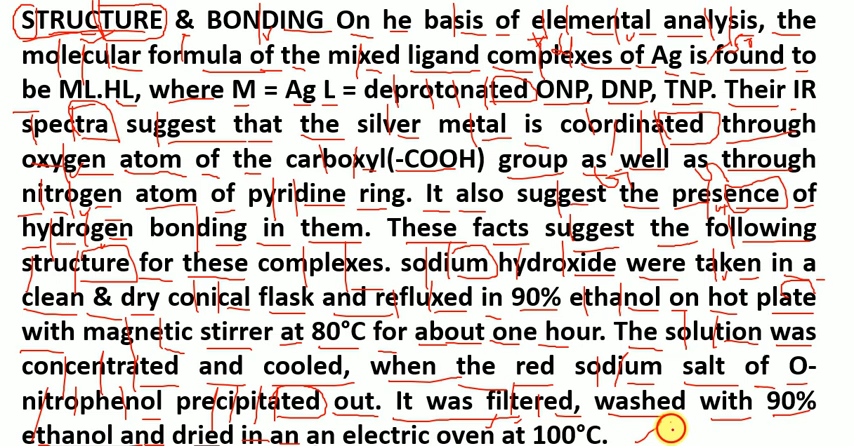 STRUCTURE & BONDING On he basis of elemental analysis, the
molecular formula of the mixed ligand complexes of Ag is found to
be ML.HL, where M = Ag L = deprotonated ONP, DNP, TNP. Their IR
spectra suggest that the silver metal is coordinated through
oxygen atom of the carboxyl(-COOH) group as well as through
nitrogen atom of pyridine ring. It also suggest the presence of
hydrogen bonding in them. These facts suggest the following
structure for these complexes. sodium hydroxide were taken in a
clean & dry conical flask and refluxed in 90% ethanol on hot plate
with magnetic stirrer at 80°C for about one hour. The solution was
concentrated and cooled, when the red sodium salt of O-
nitrophenol precipitated out. It was filtered, washed with 90%
ethanol and dried in an an electric oven at 100°C.